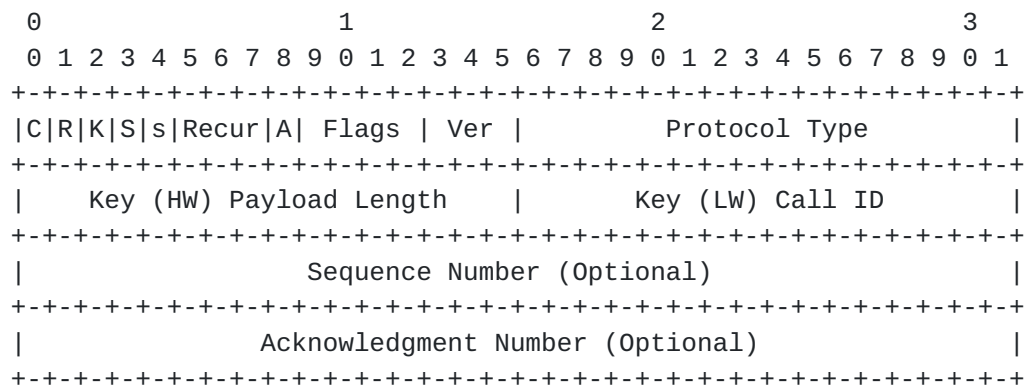 0                   1                   2                   3
 0 1 2 3 4 5 6 7 8 9 0 1 2 3 4 5 6 7 8 9 0 1 2 3 4 5 6 7 8 9 0 1
+-+-+-+-+-+-+-+-+-+-+-+-+-+-+-+-+-+-+-+-+-+-+-+-+-+-+-+-+-+-+-+-+
|C|R|K|S|s|Recur|A| Flags | Ver |         Protocol Type         |
+-+-+-+-+-+-+-+-+-+-+-+-+-+-+-+-+-+-+-+-+-+-+-+-+-+-+-+-+-+-+-+-+
|    Key (HW) Payload Length    |       Key (LW) Call ID        |
+-+-+-+-+-+-+-+-+-+-+-+-+-+-+-+-+-+-+-+-+-+-+-+-+-+-+-+-+-+-+-+-+
|                  Sequence Number (Optional)                   |
+-+-+-+-+-+-+-+-+-+-+-+-+-+-+-+-+-+-+-+-+-+-+-+-+-+-+-+-+-+-+-+-+
|               Acknowledgment Number (Optional)                |
+-+-+-+-+-+-+-+-+-+-+-+-+-+-+-+-+-+-+-+-+-+-+-+-+-+-+-+-+-+-+-+-+